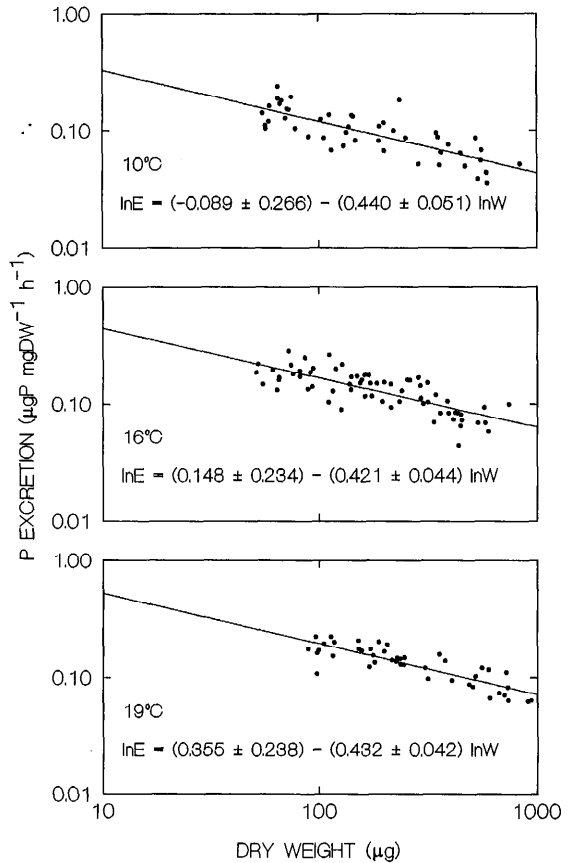 P EXCRETION (µgP mgDW⁻¹ h⁻¹)
1.00
0.10
0.01
10°C
lnE = (-0.089 ± 0.266) - (0.440 ± 0.051) lnW
1.00
0.10
0.01
16°C
lnE = (0.148 ± 0.234) - (0.421 ± 0.044) lnW
1.00
0.10
0.01
19°C
lnE = (0.355 ± 0.238) - (0.432 ± 0.042) lnW
10
100
1000
DRY WEIGHT (µg)